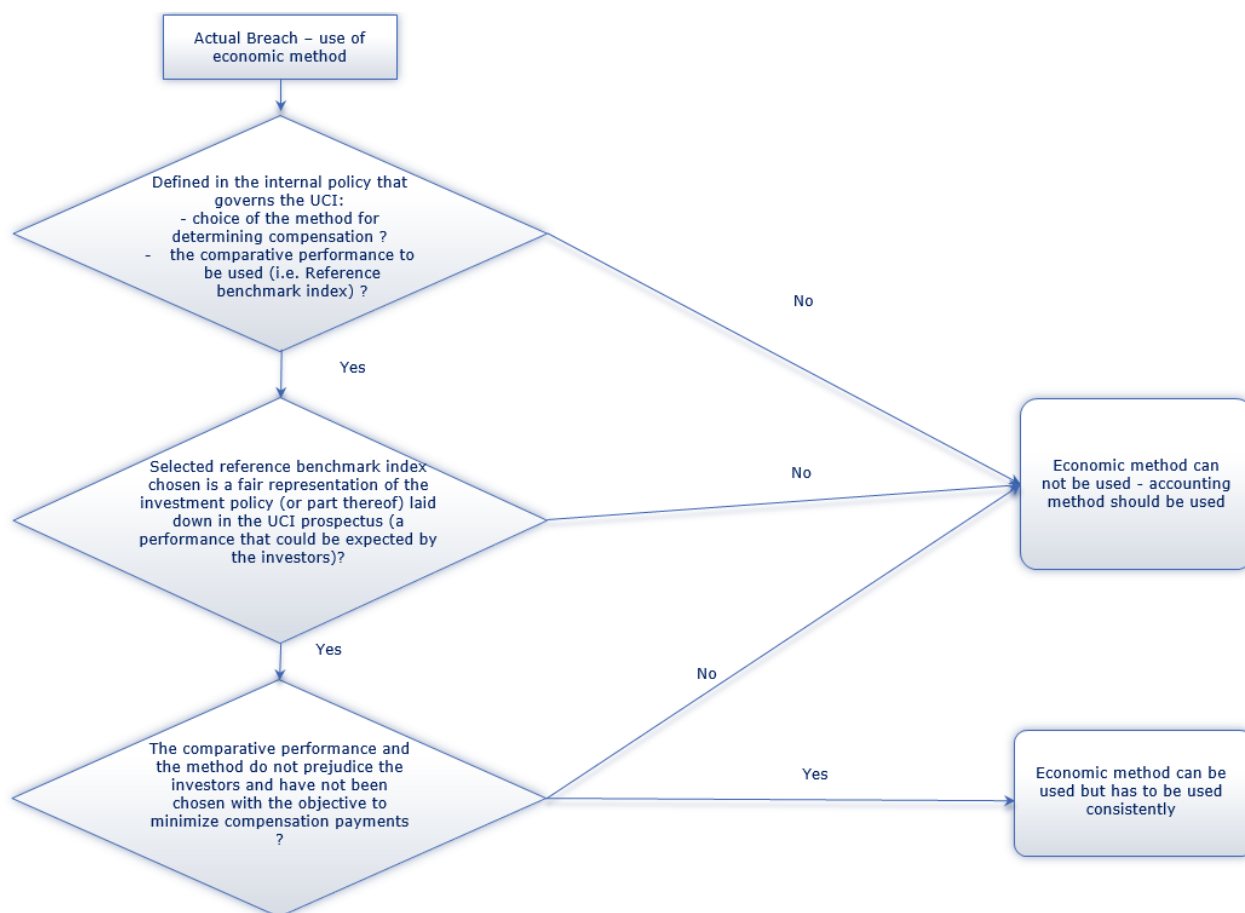 Actual Breach – use of
economic method
Defined in the internal policy that
governs the UCI:
- choice of the method for
determining compensation ?
- the comparative performance to
be used (i.e. Reference
benchmark index) ?
No
Yes
Selected reference benchmark index
chosen is a fair representation of the
investment policy (or part thereof) laid
down in the UCI prospectus (a
performance that could be expected by
the investors)?
No
Economic method can
not be used - accounting
method should be used
Yes
No
The comparative performance and
the method do not prejudice the
investors and have not been
chosen with the objective to
minimize compensation payments
?
Yes
Economic method can be
used but has to be used
consistently